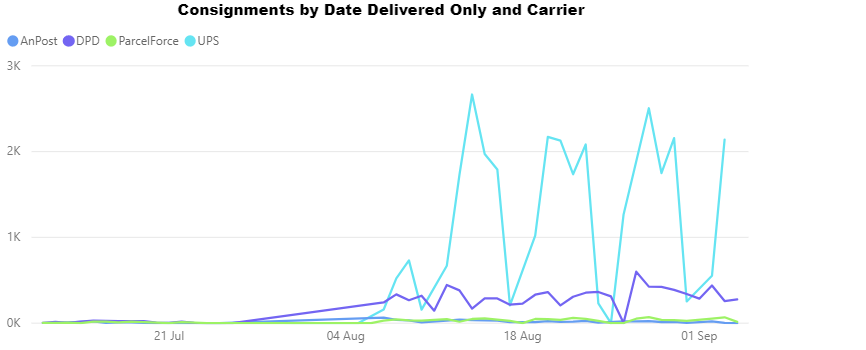 Consignments by Date Delivered Only and Carrier
AnPost DPD ParcelForce UPS
3K
2K
1K
0K
21 Jul 04 Aug 18 Aug 01 Sep